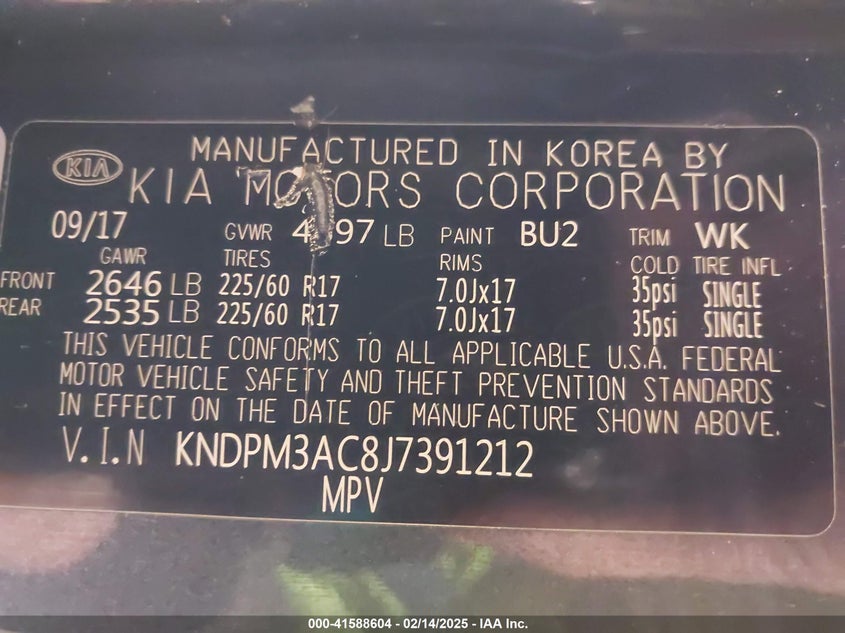 MANUFACTURED IN KOREA BY
KIA KIA MOTORS CORPORATION
09/17 GVWR LB PAINT BU2 TRIM WK
GAWR TIRES RIMS COLD TIRE INFL
FRONT 2646 LB 225/60 R17 7.0Jx17 35psi SINGLE
REAR 2535 LB 225/60 R17 7.0Jx17 35psi SINGLE
THIS VEHICLE CONFORMS TO ALL APPLICABLE U.S.A. FEDERAL
MOTOR VEHICLE SAFETY AND THEFT PREVENTION STANDARDS
IN EFFECT ON THE DATE OF MANUFACTURE SHOWN ABOVE.
V.I.N KNDPM3AC8J7391212
MPV
000-41588604 - 02/14/2025 - IAA Inc.